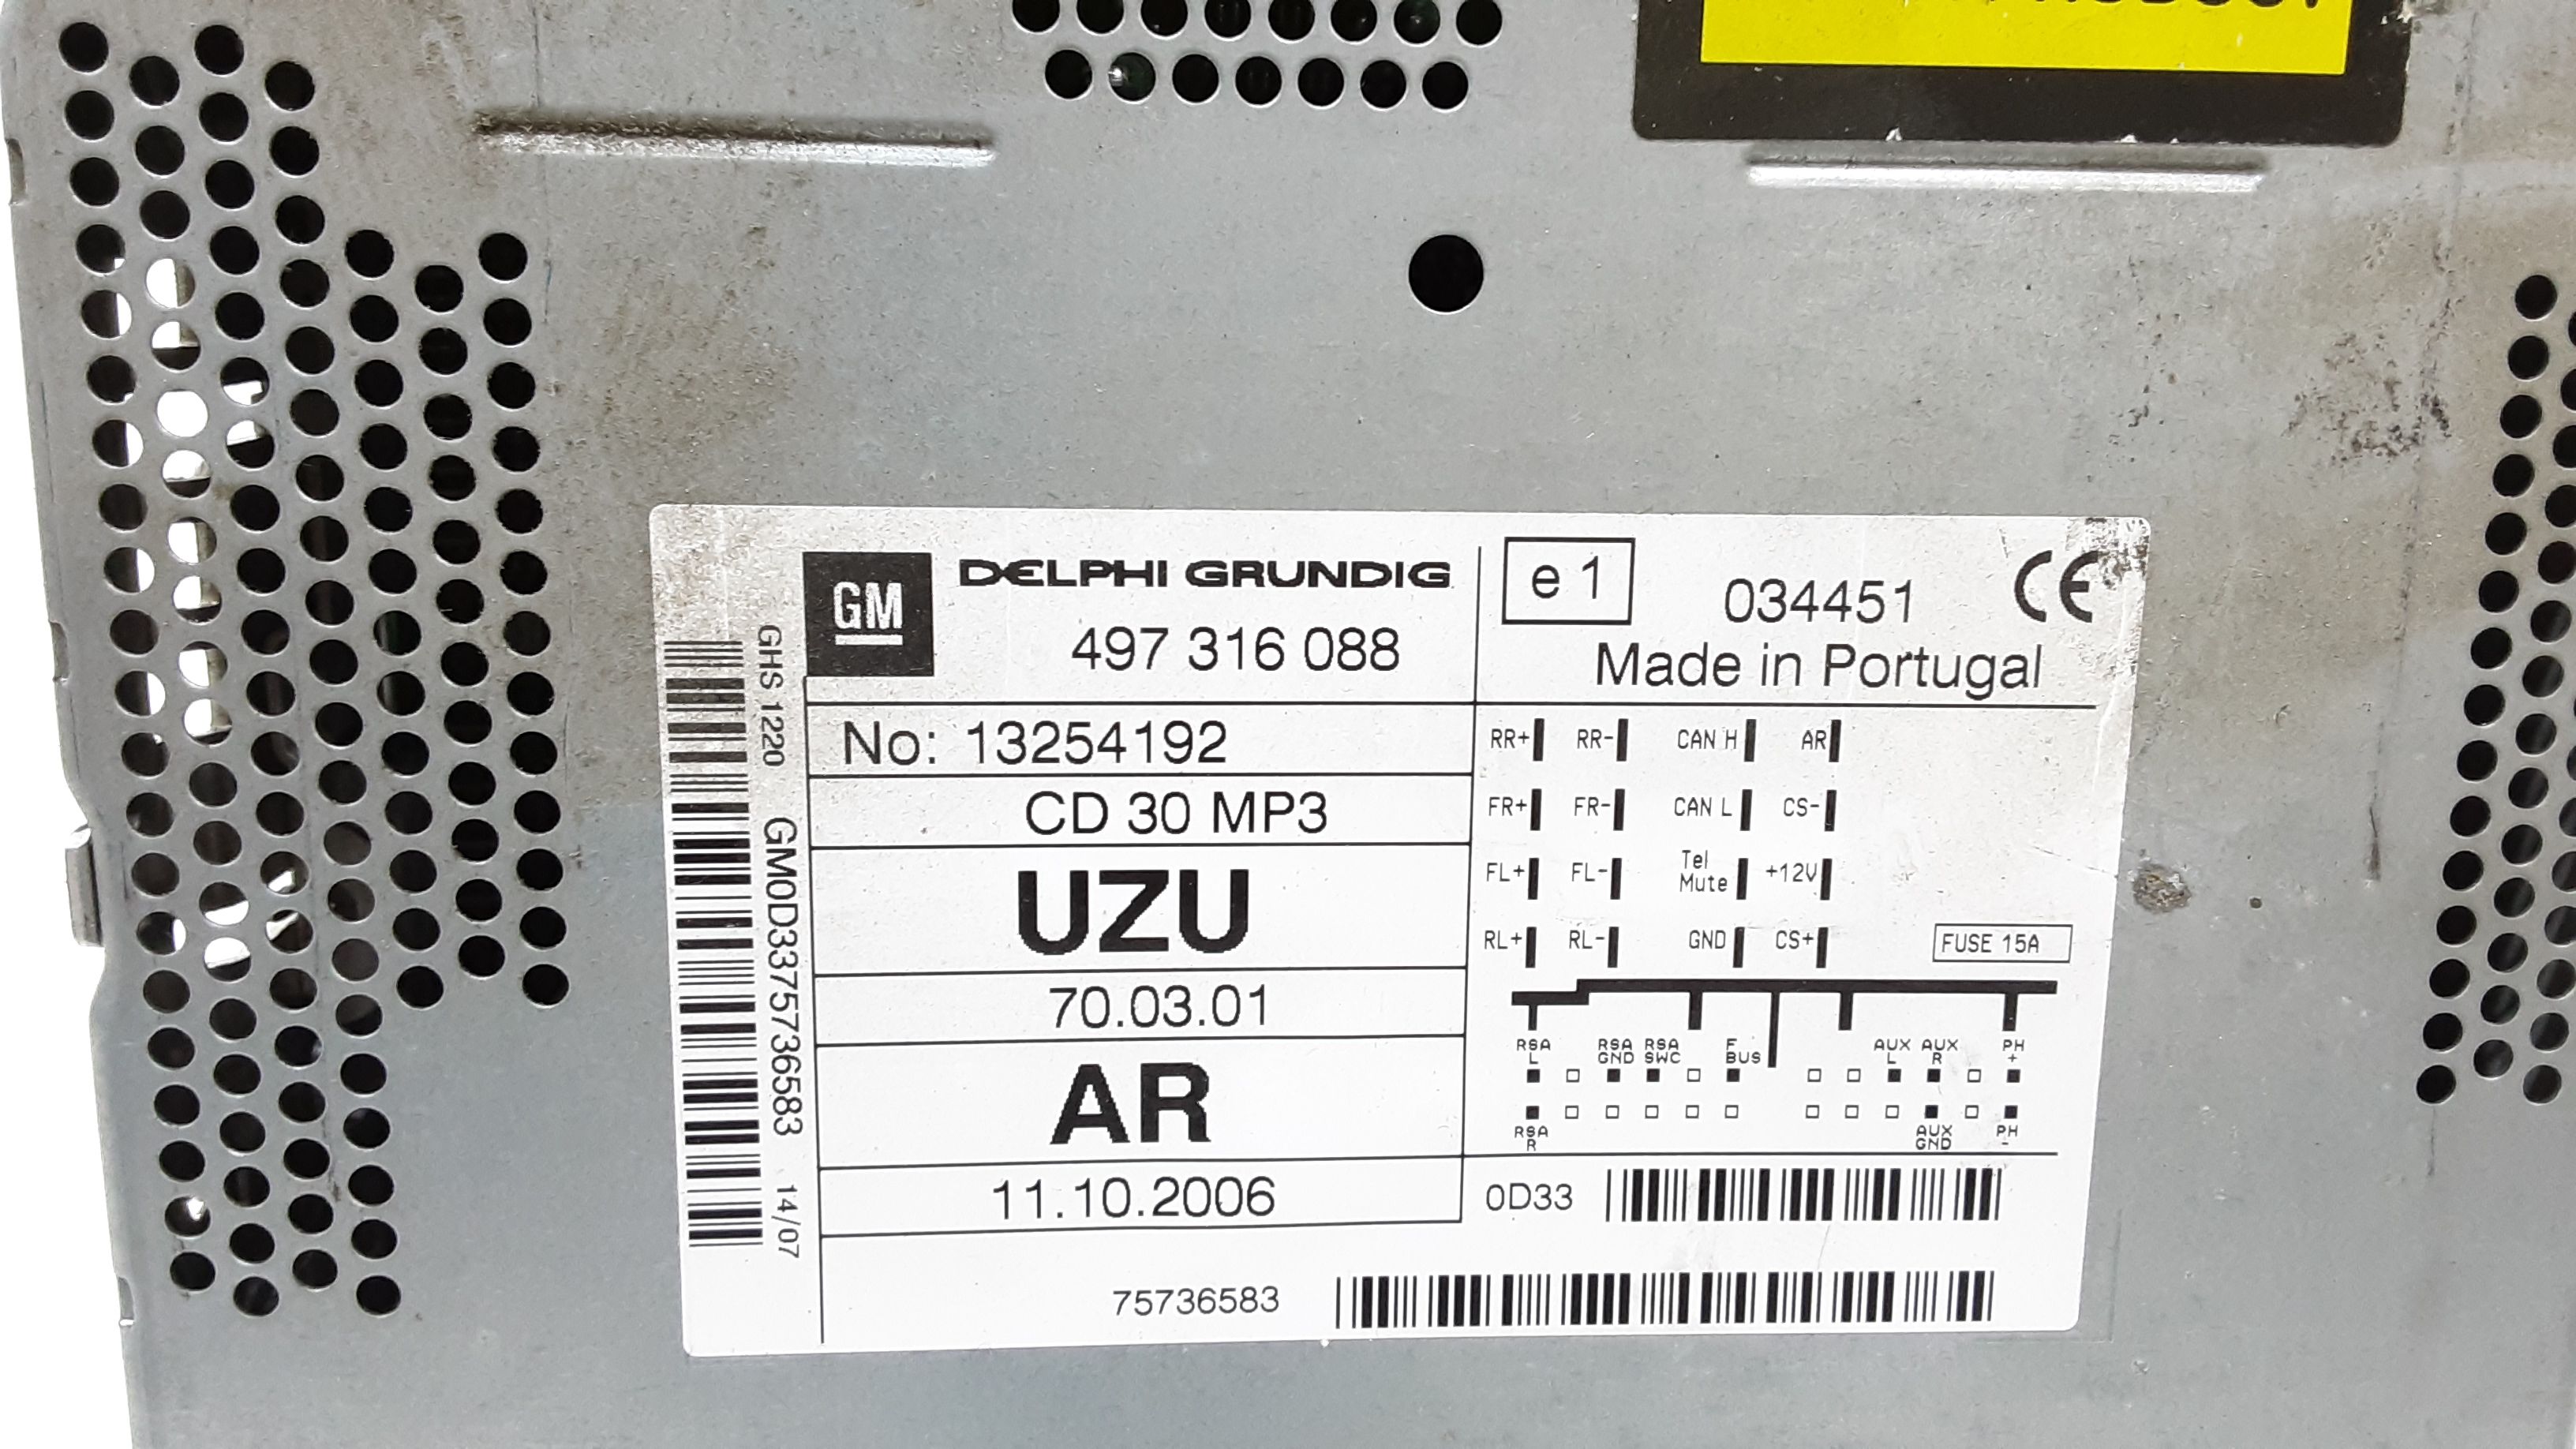 GHS 1220 GM0D3375736583 14/07
GM
DELPHI GRUNDIG
497 316 088
e1 034451 CE
Made in Portugal
No: 13254192
CD 30 MP3
UZU
70.03.01
AR
11.10.2006
RR+ RR- CAN H AR
FR+ FR- CAN L CS-
FL+ FL- Tel Mute +12V
RL+ RL- GND CS+
FUSE 15A
RSA L RSA GND RSA SWC F BUS AUX L AUX R PH +
RSA R AUX GND PH -
0D33
75736583